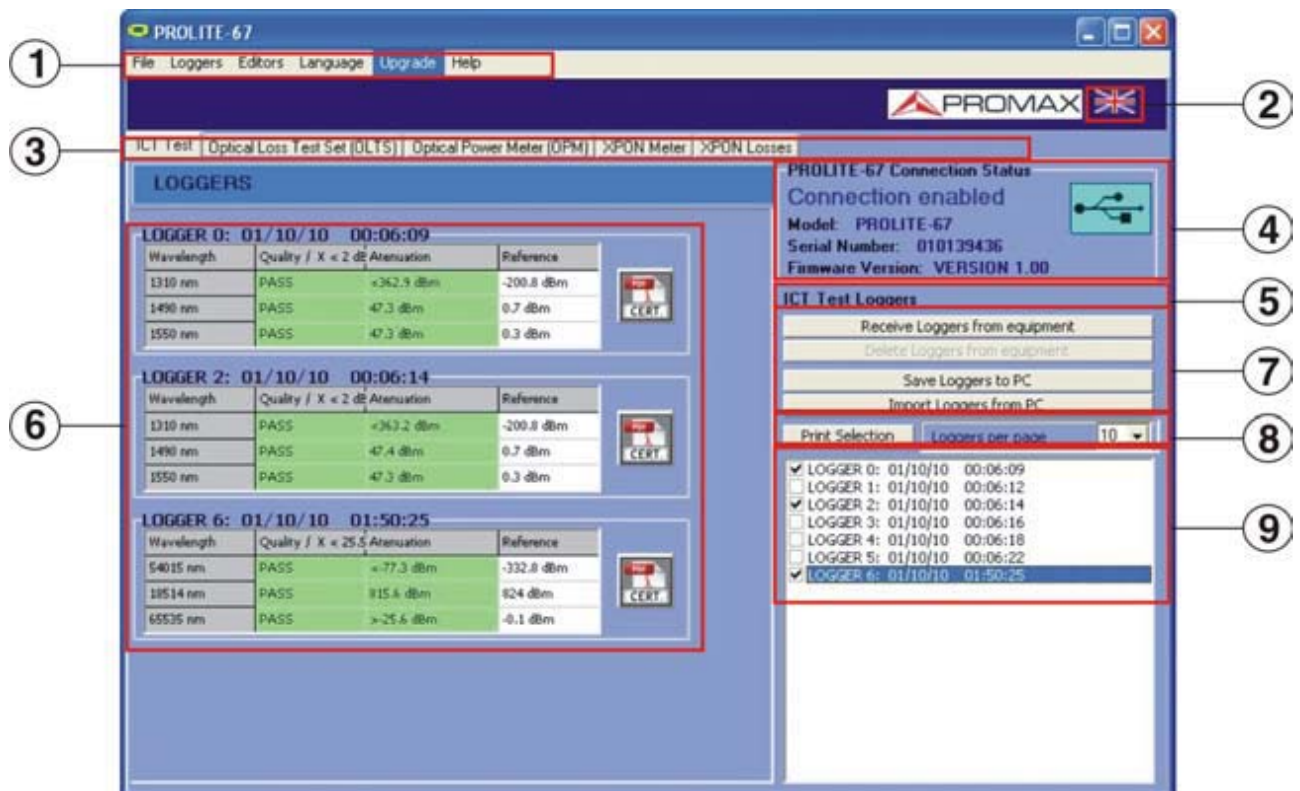 PROLITE-67
1 File Loggers Editors Language Upgrade Help
PROMAX 2
3 ICT Test Optical Loss Test Set (OLTS) Optical Power Meter (OPM) XPON Meter XPON Losses
LOGGERS
PROLITE-67 Connection Status
Connection enabled
Model: PROLITE-67
Serial Number: 010139436
Firmware Version: VERSION 1.00
4
ICT Test Loggers 5
Receive Loggers from equipment
Delete Loggers from equipment
Save Loggers to PC
Import Loggers from PC
7
Print Selection Loggers per page 10 8
6
LOGGER 0: 01/10/10 00:06:09
Wavelength Quality / X < 2 dB Atenuation Reference
1310 nm PASS <362.9 dBm -200.8 dBm
1490 nm PASS 47.3 dBm 0.7 dBm
1550 nm PASS 47.3 dBm 0.3 dBm
PDF
CERT
LOGGER 2: 01/10/10 00:06:14
Wavelength Quality / X < 2 dB Atenuation Reference
1310 nm PASS <363.2 dBm -200.8 dBm
1490 nm PASS 47.4 dBm 0.7 dBm
1550 nm PASS 47.3 dBm 0.3 dBm
PDF
CERT
LOGGER 6: 01/10/10 01:50:25
Wavelength Quality / X < 25.5 Atenuation Reference
54015 nm PASS <-77.3 dBm -332.8 dBm
18514 nm PASS 815.6 dBm 824 dBm
65535 nm PASS >-25.6 dBm -0.1 dBm
PDF
CERT
LOGGER 0: 01/10/10 00:06:09
LOGGER 1: 01/10/10 00:06:12
LOGGER 2: 01/10/10 00:06:14
LOGGER 3: 01/10/10 00:06:16
LOGGER 4: 01/10/10 00:06:18
LOGGER 5: 01/10/10 00:06:22
LOGGER 6: 01/10/10 01:50:25
9